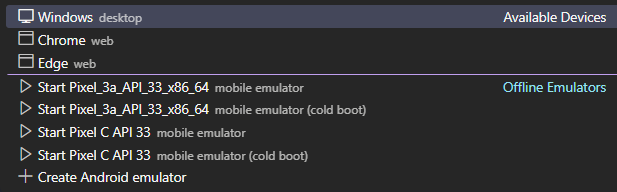 Windows desktop Available Devices
Chrome web
Edge web
Start Pixel_3a_API_33_x86_64 mobile emulator Offline Emulators
Start Pixel_3a_API_33_x86_64 mobile emulator (cold boot)
Start Pixel C API 33 mobile emulator
Start Pixel C API 33 mobile emulator (cold boot)
Create Android emulator